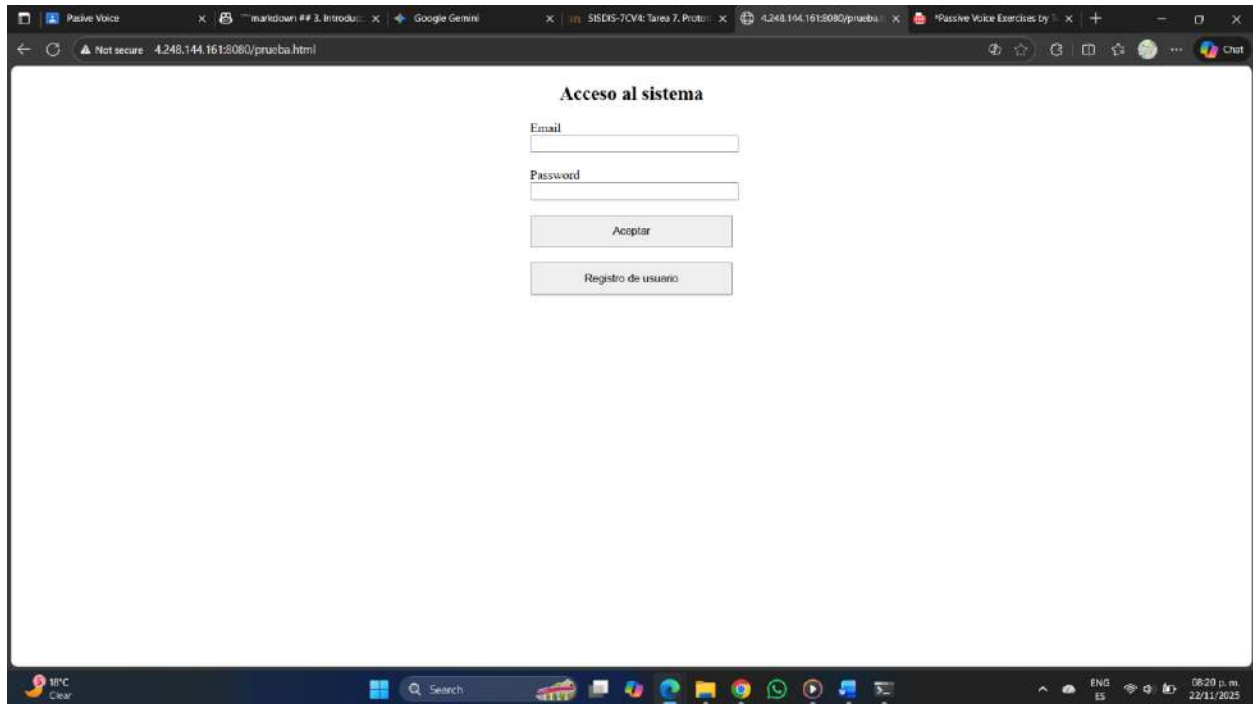 Pasive Voice
```markdown ## 3. Introduc
Google Gemini
SISDIS-7CV4: Tarea 7. Proto
4.248.144.161:8080/prueba
*Passive Voice Exercises by T
Not secure 4.248.144.161:8080/prueba.html
Chat
Acceso al sistema
Email
Password
Aceptar
Registro de usuario
18°C
Clear
Search
ENG
ES
08:20 p. m.
22/11/2025